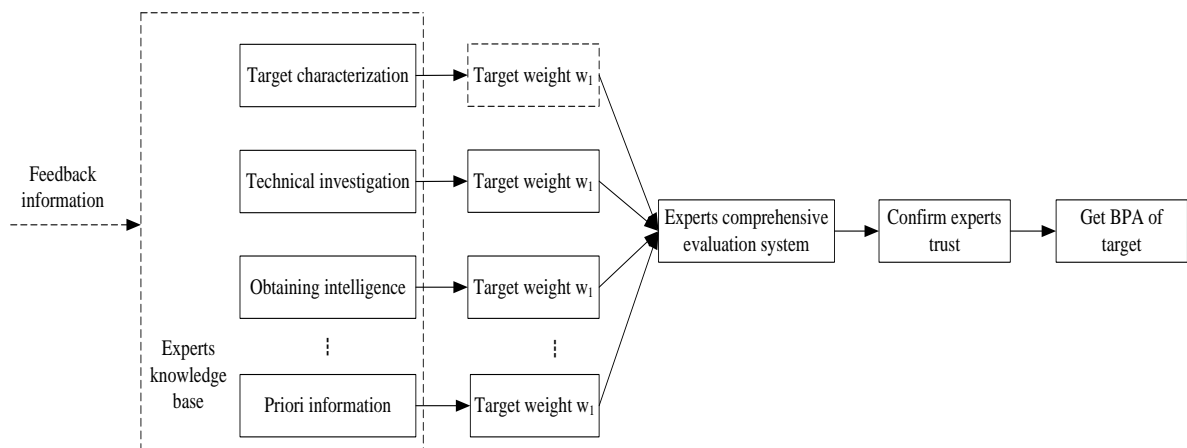 Target characterization
Target weight w₁
Feedback
information
Technical investigation
Target weight w₁
Experts comprehensive
evaluation system
Confirm experts
trust
Get BPA of
target
Obtaining intelligence
Target weight w₁
Experts
knowledge
base
Priori information
Target weight w₁